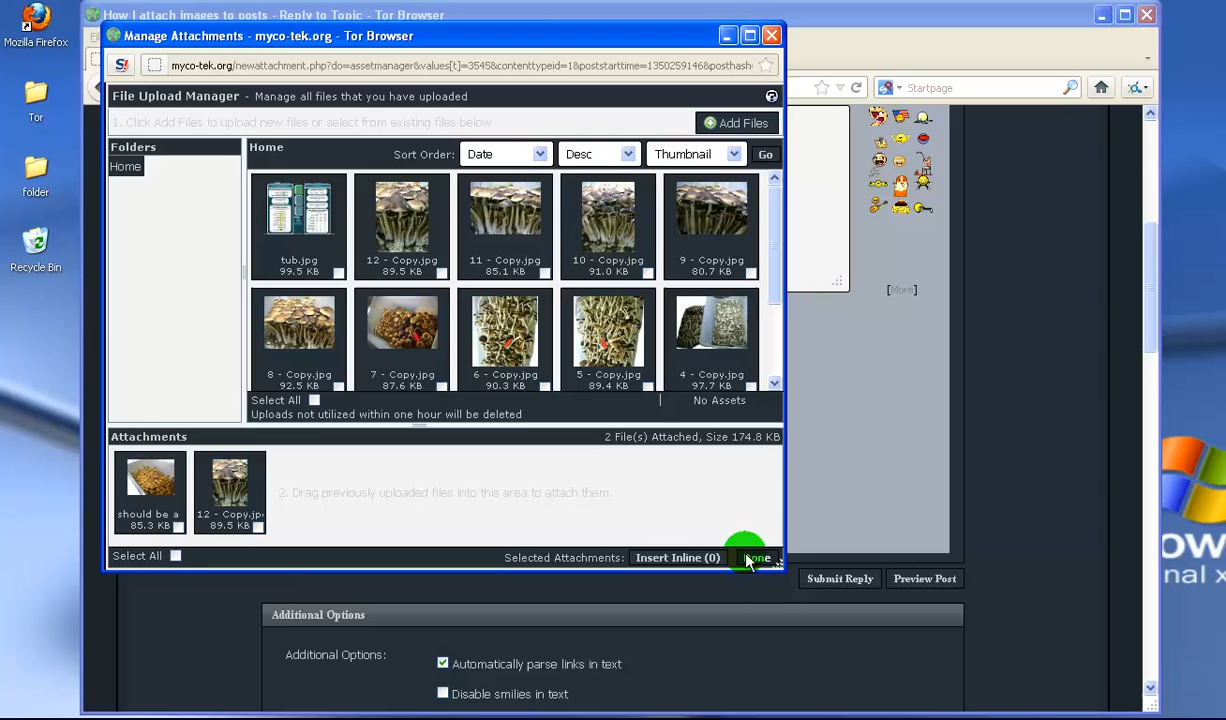 How I attach images to posts - Reply to Topic - Tor Browser
Mozilla Firefox
Tor
folder
Recycle Bin
Manage Attachments - myco-tek.org - Tor Browser
myco-tek.org/newattachment.php?do=assetmanager&values[t]=3545&contenttypeid=1&poststarttime=1350259146&posthash
Startpage
File Upload Manager - Manage all files that you have uploaded
1. Click Add Files to upload new files or select from existing files below
Add Files
Folders
Home
Home
Sort Order:
Date
Desc
Thumbnail
Go
tub.jpg
99.5 KB
12 - Copy.jpg
89.5 KB
11 - Copy.jpg
85.1 KB
10 - Copy.jpg
91.0 KB
9 - Copy.jpg
80.7 KB
8 - Copy.jpg
92.5 KB
7 - Copy.jpg
87.6 KB
6 - Copy.jpg
90.3 KB
5 - Copy.jpg
89.4 KB
4 - Copy.jpg
97.7 KB
[More]
Select All
No Assets
Uploads not utilized within one hour will be deleted
Attachments
2 File(s) Attached, Size 174.8 KB
should be a
85.3 KB
12 - Copy.jp
89.5 KB
2. Drag previously uploaded files into this area to attach them.
Select All
Selected Attachments:
Insert Inline (0)
Done
Submit Reply
Preview Post
Additional Options
Additional Options:
Automatically parse links in text
Disable smilies in text